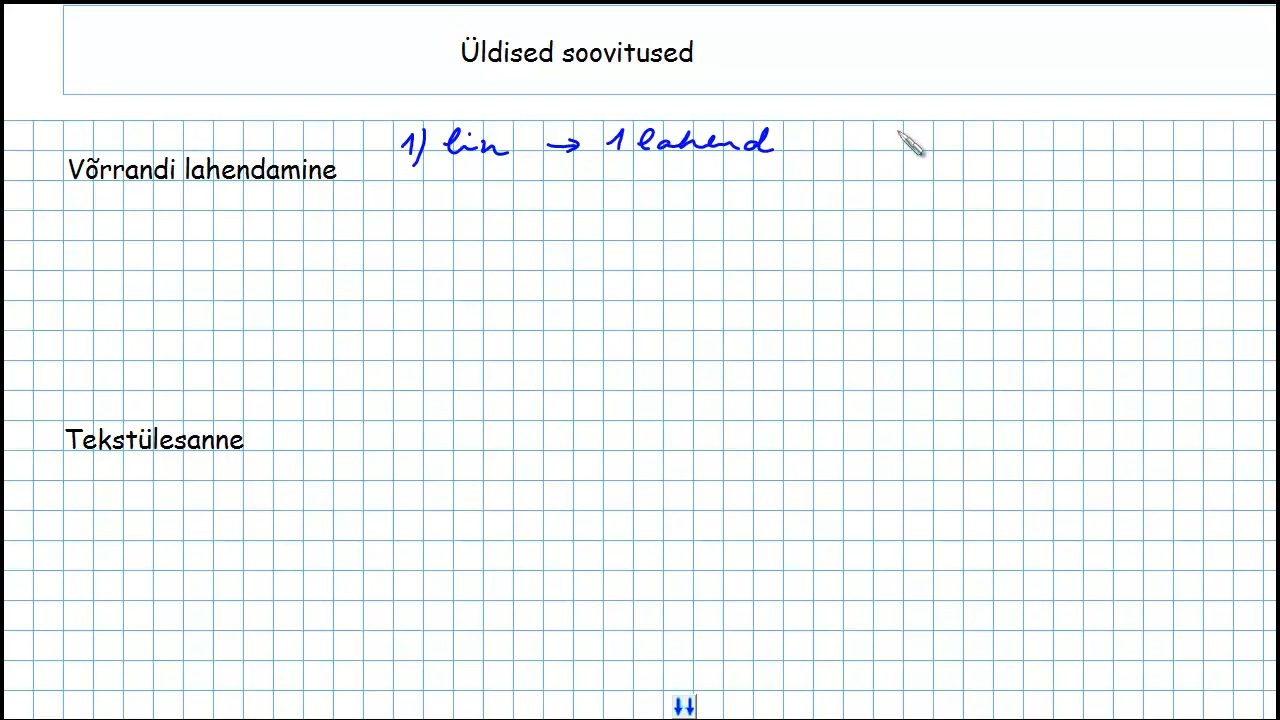 Üldised soovitused
1) lin → 1 lahend
Võrrandi lahendamine
Tekstülesanne